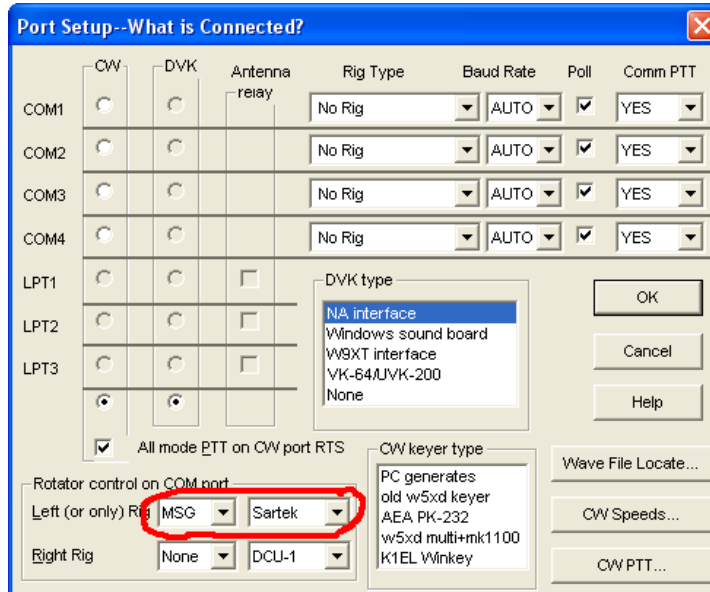 Port Setup--What is Connected?
CW DVK Antenna relay Rig Type Baud Rate Poll Comm PTT
COM1 No Rig AUTO YES
COM2 No Rig AUTO YES
COM3 No Rig AUTO YES
COM4 No Rig AUTO YES
LPT1
LPT2
LPT3
DVK type
NA interface
Windows sound board
W9XT interface
VK-64/UVK-200
None
OK
Cancel
Help
All mode PTT on CW port RTS
CW keyer type
PC generates
old w5xd keyer
AEA PK-232
w5xd multi+mk1100
K1EL Winkey
Wave File Locate...
CW Speeds...
CW PTT...
Rotator control on COM port
Left (or only) Rig MSG Sartek
Right Rig None DCU-1